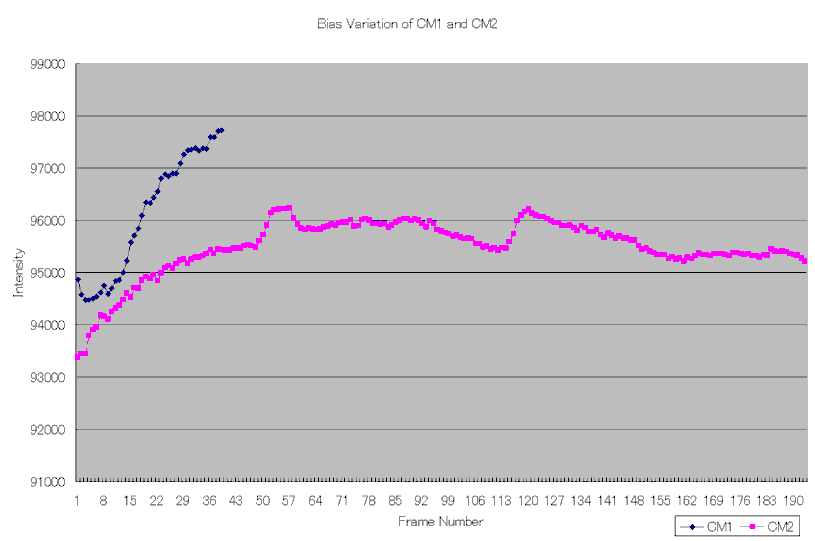 Bias Variation of CM1 and CM2
99000
98000
97000
96000
95000
94000
93000
92000
91000
Intensity
1 8 15 22 29 36 43 50 57 64 71 78 85 92 99 106 113 120 127 134 141 148 155 162 169 176 183 190
Frame Number
CM1 CM2